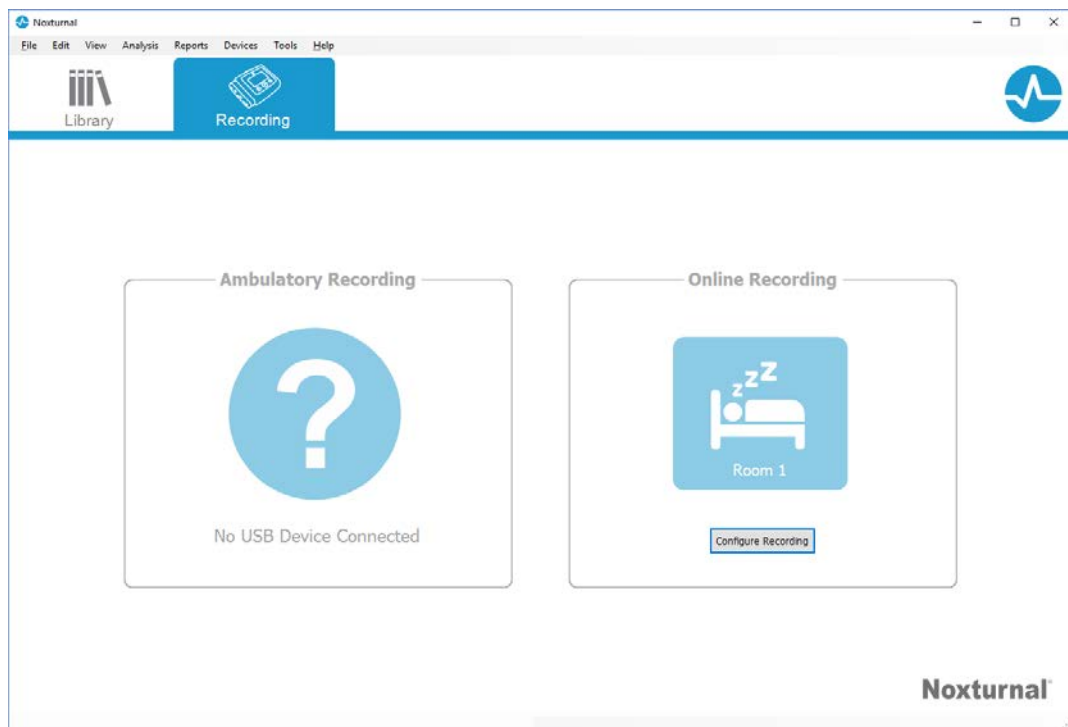 Noxturnal
File Edit View Analysis Reports Devices Tools Help
Library
Recording
Ambulatory Recording
No USB Device Connected
Online Recording
zzZ
Room 1
Configure Recording
Noxturnal